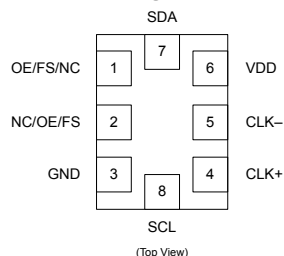 SDA
7
OE/FS/NC 1 6 VDD
NC/OE/FS 2 5 CLK–
GND 3 4 CLK+
8
SCL
(Top View)